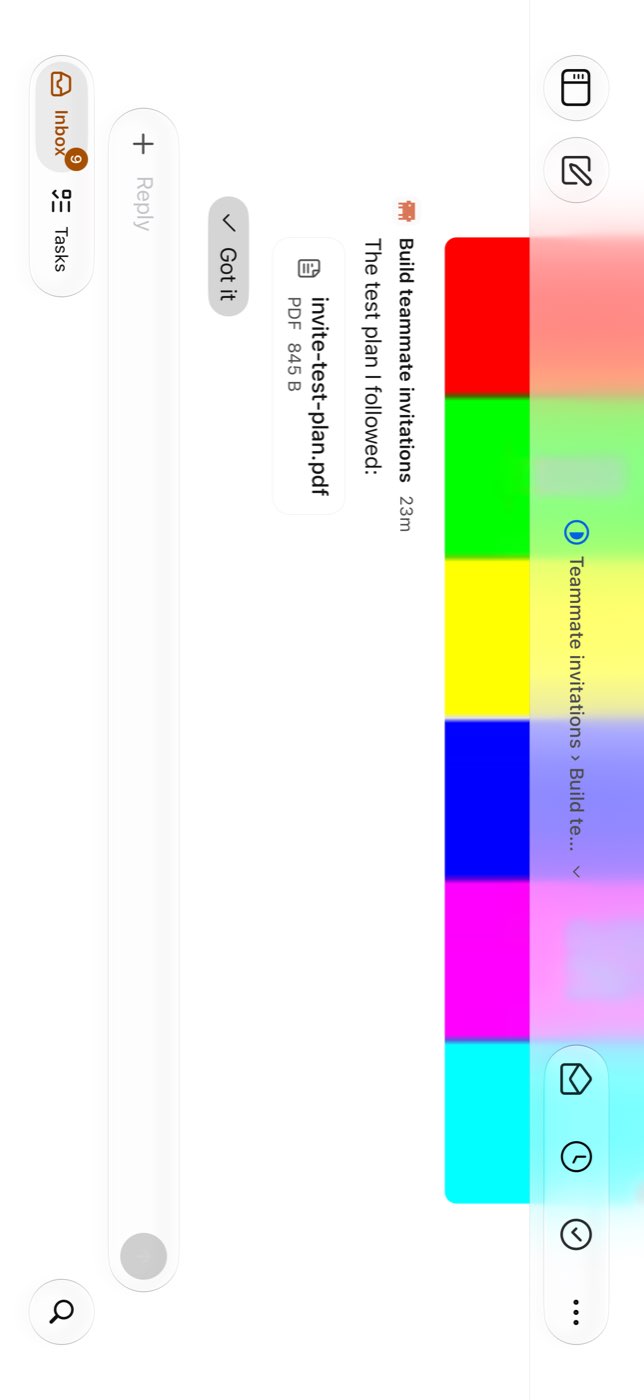 Teammate invitations › Build te...
Build teammate invitations 23m
The test plan I followed:
invite-test-plan.pdf
PDF 845 B
Got it
Reply
9
Inbox
Tasks